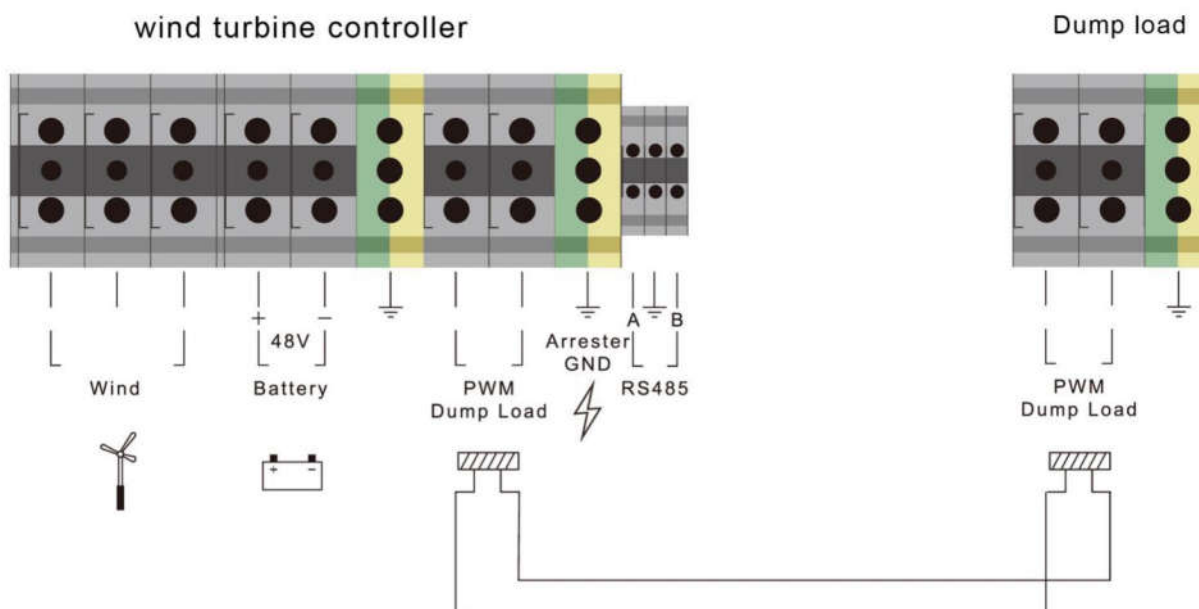 wind turbine controller
Dump load
+ −
48V
Battery
Wind
PWM
Dump Load
Arrester
GND
A B
RS485
PWM
Dump Load
+ −